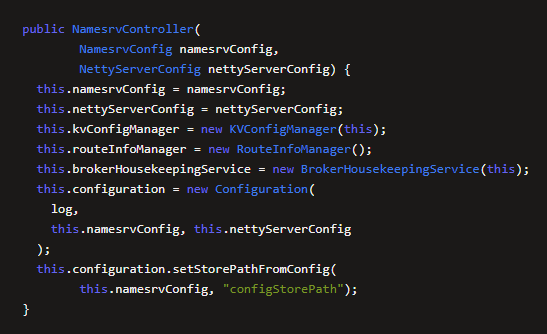 public NamesrvController(
        NamesrvConfig namesrvConfig,
        NettyServerConfig nettyServerConfig) {
  this.namesrvConfig = namesrvConfig;
  this.nettyServerConfig = nettyServerConfig;
  this.kvConfigManager = new KVConfigManager(this);
  this.routeInfoManager = new RouteInfoManager();
  this.brokerHousekeepingService = new BrokerHousekeepingService(this);
  this.configuration = new Configuration(
    log,
    this.namesrvConfig, this.nettyServerConfig
  );
  this.configuration.setStorePathFromConfig(
        this.namesrvConfig, "configStorePath");
}